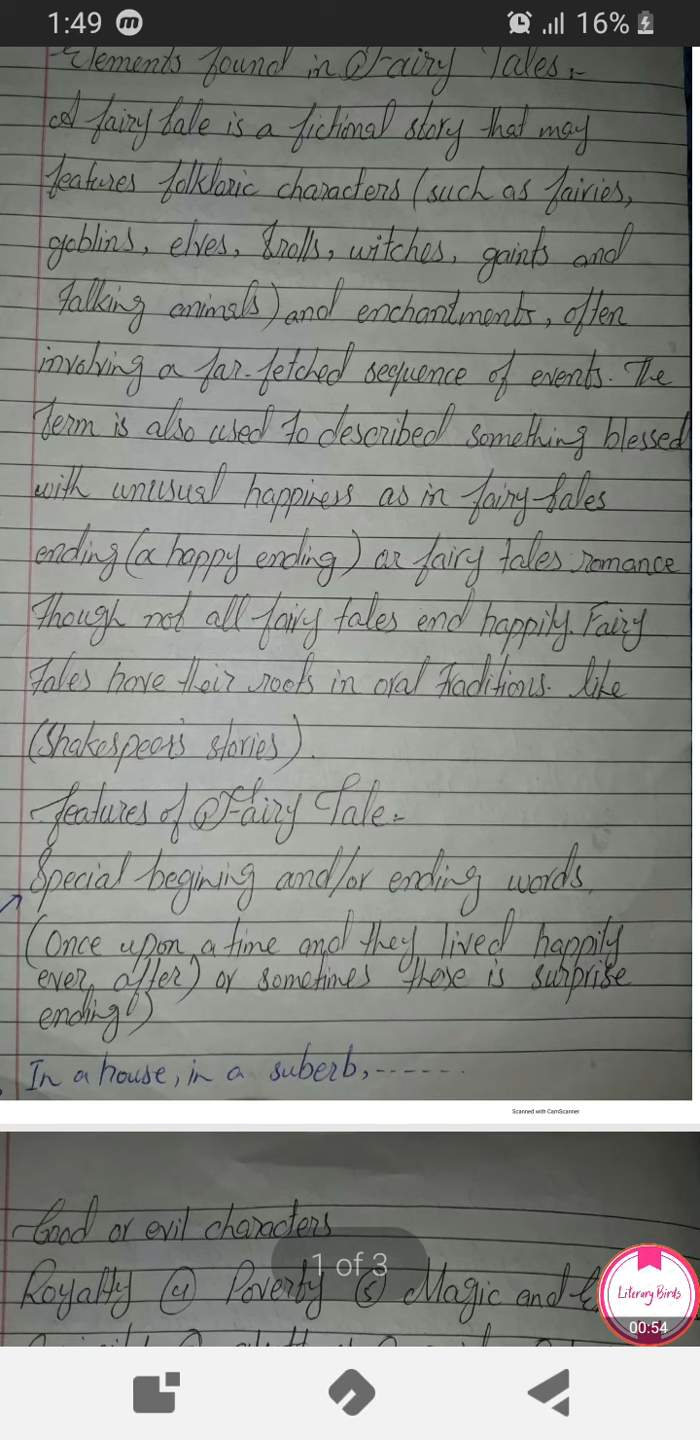 1:49 m 16%
Elements found in Fairy Tales:-
A fairy tale is a fictional story that may
features folkloric characters (such as fairies,
goblins, elves, trolls, witches, gaints and
talking animals) and enchantments, often
involving a far-fetched sequence of events. The
term is also used to described something blessed
with unusual happiness as in fairy tales
ending (a happy ending) or fairy tales romance
Though not all fairy tales end happily. Fairy
tales have their roots in oral traditions. like
(Shakespear's stories).
features of Fairy Tale:-
Special begining and/or ending words.
(Once upon a time and they lived happily
ever after) or sometimes there is surprise
ending!)
In a house, in a suberb,-------
Scanned with CamScanner
Good or evil characters
1 of 3
Royalty (4) Poverty (5) Magic and
Literary Birds
00:54